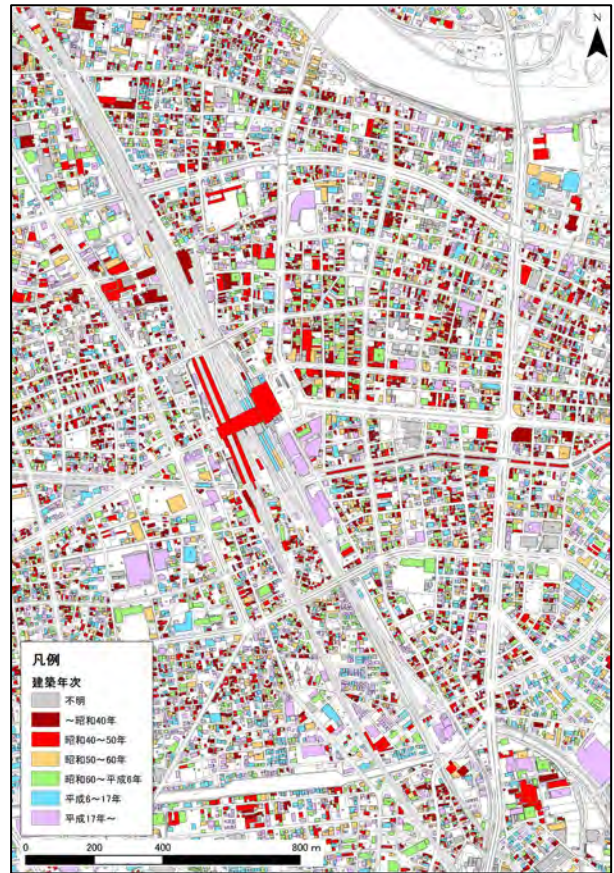 N
凡例
建築年次
不明
～昭和40年
昭和40～50年
昭和50～60年
昭和60～平成6年
平成6～17年
平成17年～
0 200 400 800 m